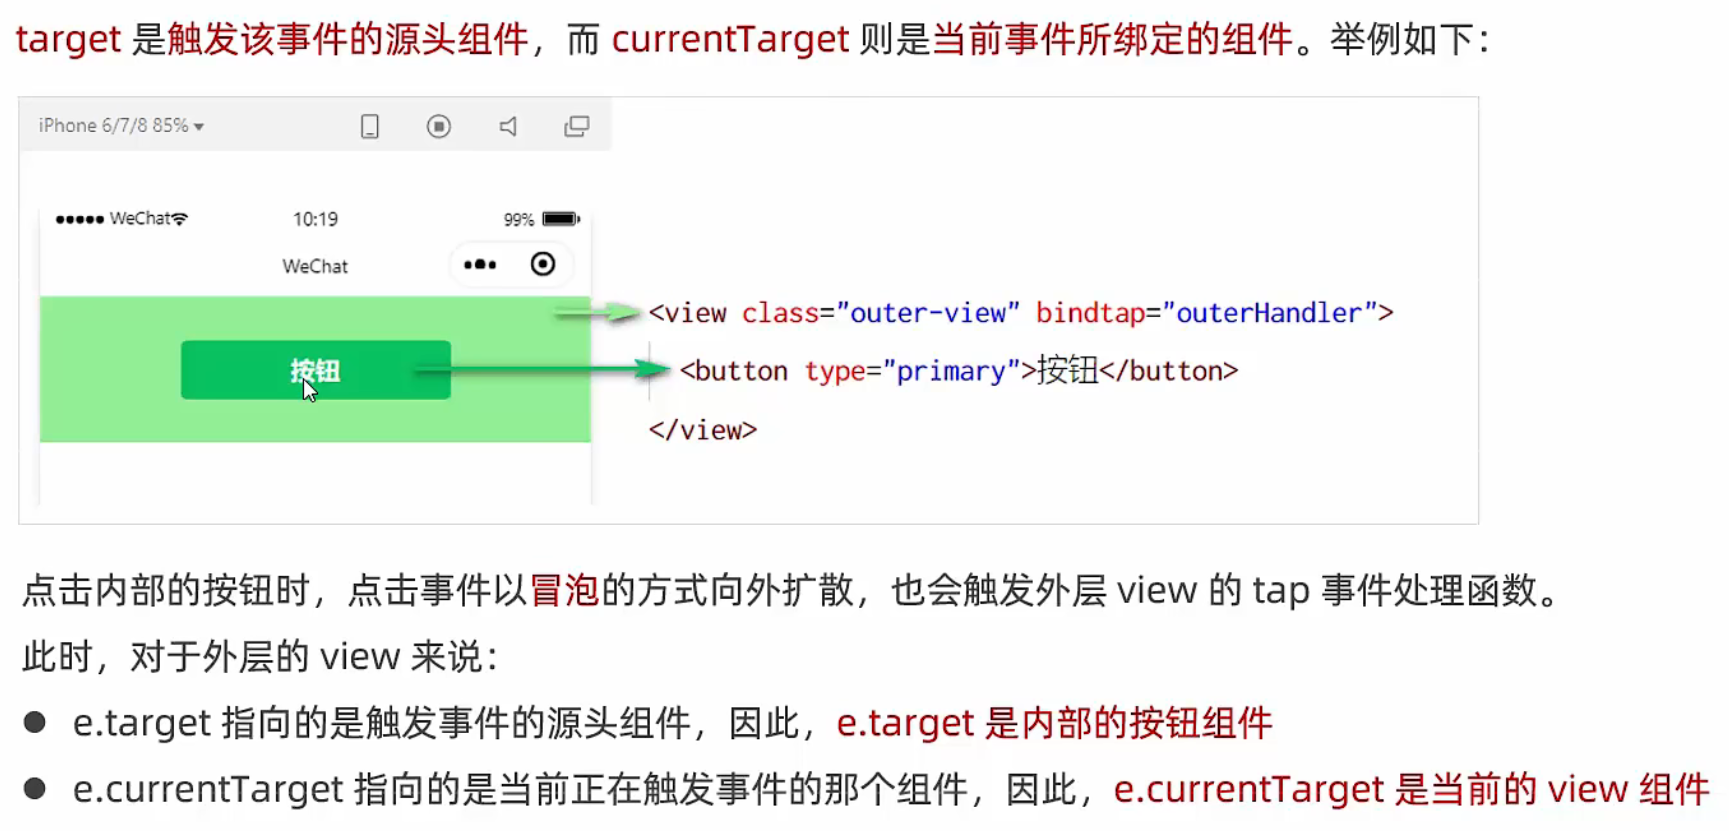 target 是触发该事件的源头组件，而 currentTarget 则是当前事件所绑定的组件。举例如下：
iPhone 6/7/8 85%
WeChat 10:19 99%
WeChat
<view class="outer-view" bindtap="outerHandler">
按钮
<button type="primary">按钮</button>
</view>
点击内部的按钮时，点击事件以冒泡的方式向外扩散，也会触发外层 view 的 tap 事件处理函数。
此时，对于外层的 view 来说：
● e.target 指向的是触发事件的源头组件，因此，e.target 是内部的按钮组件
● e.currentTarget 指向的是当前正在触发事件的那个组件，因此，e.currentTarget 是当前的 view 组件